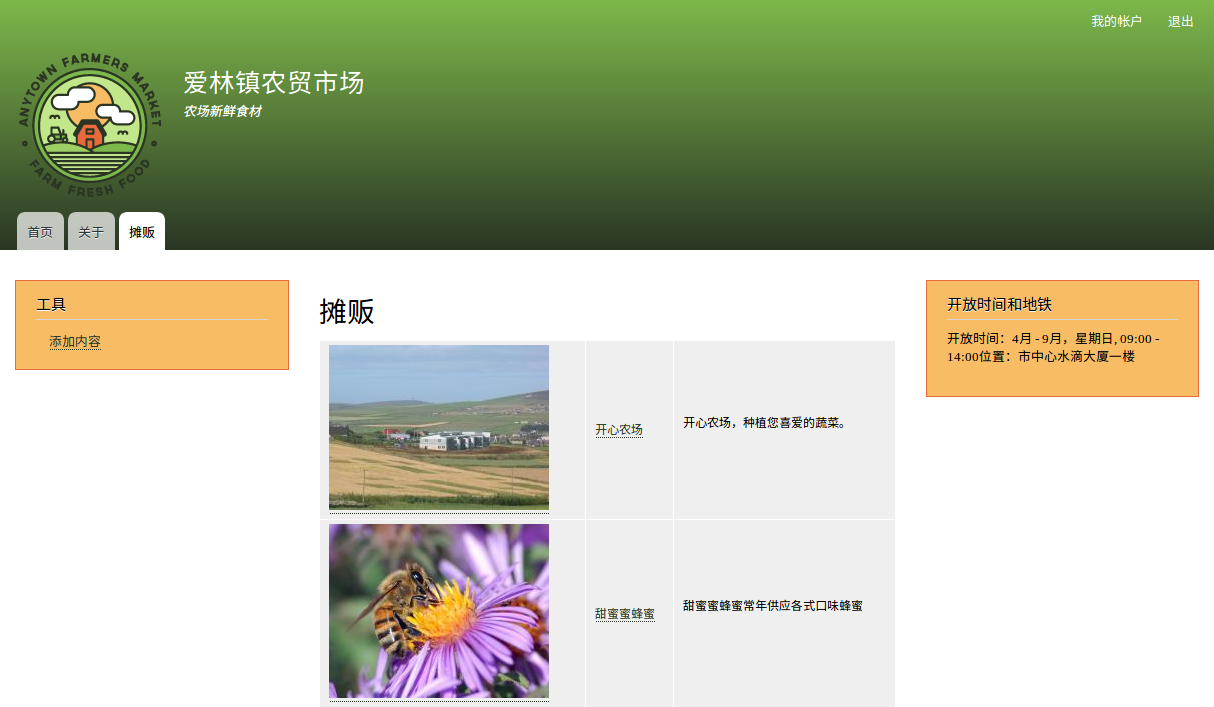 我的帐户
退出
ANYTOWN FARMERS MARKET
FARM FRESH FOOD
爱林镇农贸市场
农场新鲜食材
首页
关于
摊贩
工具
添加内容
摊贩
开心农场
开心农场，种植您喜爱的蔬菜。
甜蜜蜜蜂蜜
甜蜜蜜蜂蜜常年供应各式口味蜂蜜
开放时间和地铁
开放时间：4月 - 9月，星期日, 09:00 -
14:00位置：市中心水滴大厦一楼